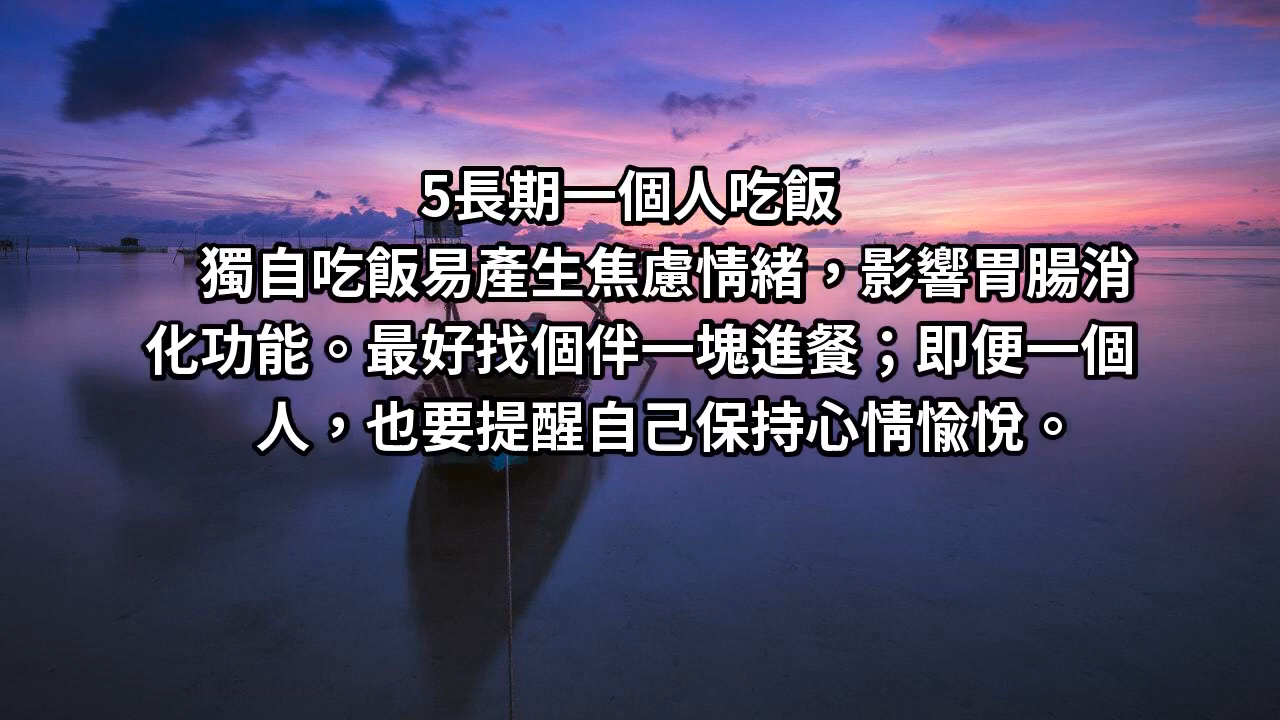 5長期一個人吃飯
獨自吃飯易產生焦慮情緒，影響胃腸消
化功能。最好找個伴一塊進餐；即便一個
人，也要提醒自己保持心情愉悅。